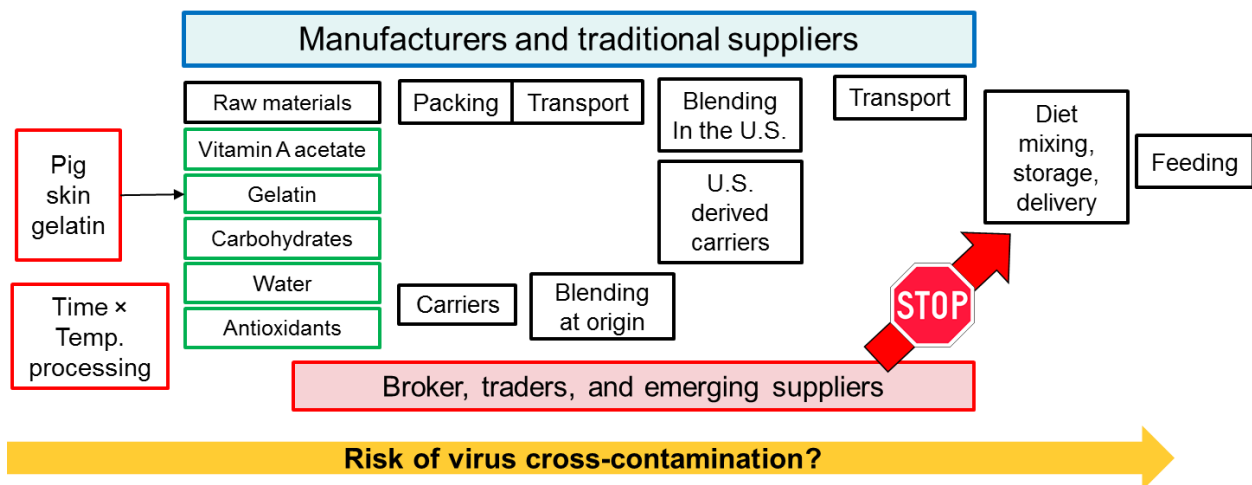 Manufacturers and traditional suppliers
Raw materials
Packing
Transport
Blending
In the U.S.
Transport
Diet
mixing,
storage,
delivery
Feeding
Pig
skin
gelatin
Vitamin A acetate
Gelatin
Carbohydrates
Water
Antioxidants
U.S.
derived
carriers
Time ×
Temp.
processing
Carriers
Blending
at origin
STOP
Broker, traders, and emerging suppliers
Risk of virus cross-contamination?